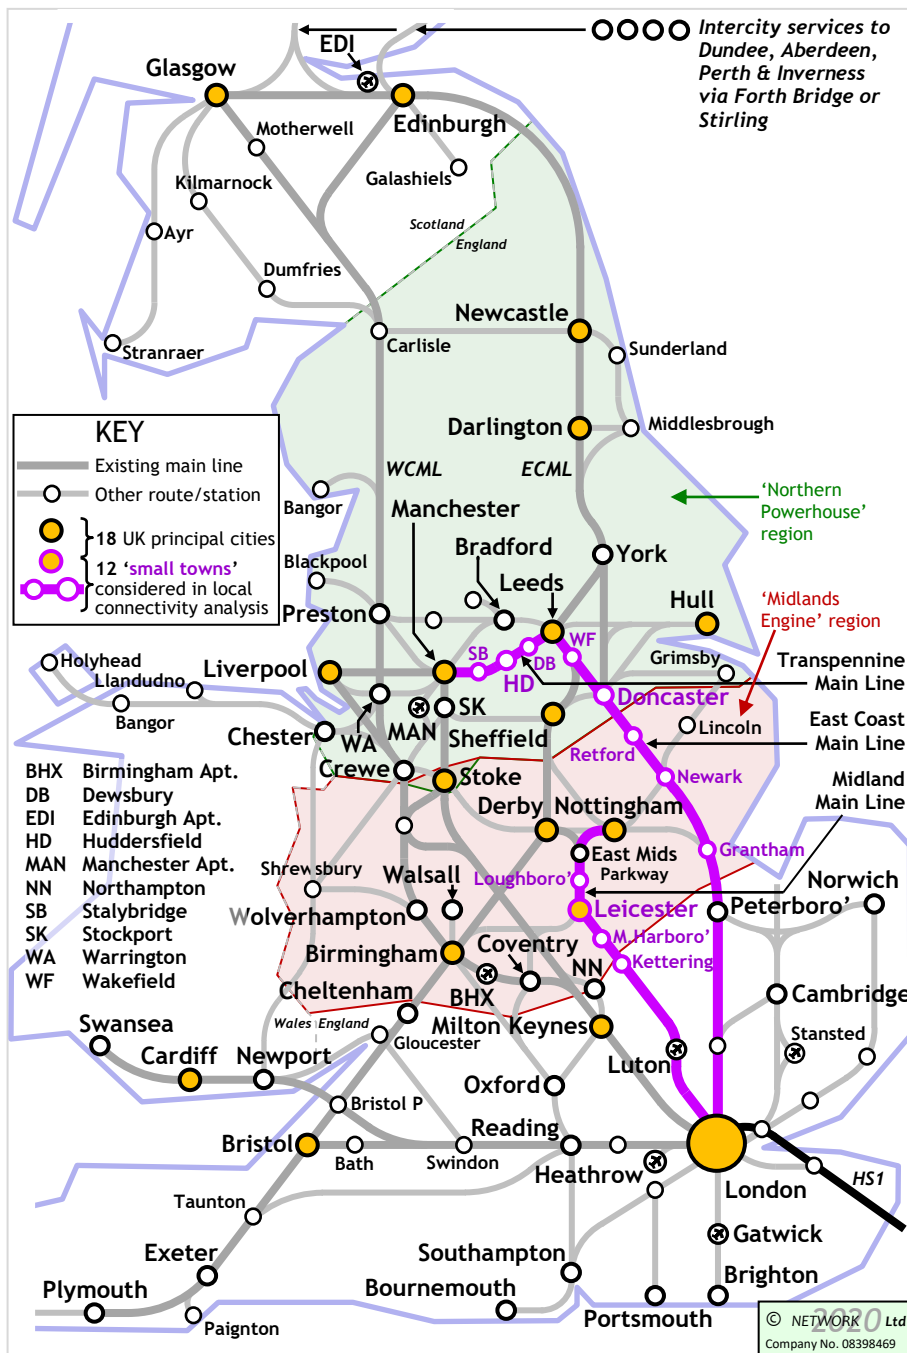 Intercity services to
Dundee, Aberdeen,
Perth & Inverness
via Forth Bridge or
Stirling
EDI
Glasgow
Edinburgh
Motherwell
Galashiels
Kilmarnock
Ayr
Scotland
England
Dumfries
Newcastle
Carlisle
Sunderland
Stranraer
KEY
Existing main line
Other route/station
18 UK principal cities
12 ‘small towns’
considered in local
connectivity analysis
Darlington
Middlesbrough
WCML
ECML
Bangor
Manchester
‘Northern
Powerhouse’
region
Bradford
York
Blackpool
Leeds
Preston
Hull
‘Midlands
Engine’ region
WF
SB
DB
HD
Holyhead
Llandudno
Bangor
Liverpool
Grimsby
Transpennine
Main Line
Doncaster
SK
MAN
WA
Chester
Sheffield
Lincoln
East Coast
Main Line
Retford
Crewe
Stoke
Newark
Midland
Main Line
BHX Birmingham Apt.
DB Dewsbury
EDI Edinburgh Apt.
HD Huddersfield
MAN Manchester Apt.
NN Northampton
SB Stalybridge
SK Stockport
WA Warrington
WF Wakefield
Derby
Nottingham
East Mids
Parkway
Grantham
Shrewsbury
Walsall
Loughboro’
Norwich
Wolverhampton
Leicester
Peterboro’
M.Harboro’
Birmingham
Coventry
Kettering
BHX
NN
Cheltenham
Cambridge
Swansea
Wales England
Gloucester
Milton Keynes
Stansted
Cardiff
Newport
Luton
Oxford
Bristol P
Bristol
Bath
Swindon
Reading
Heathrow
London
HS1
Taunton
Exeter
Southampton
Gatwick
Plymouth
Bournemouth
Brighton
Paignton
Portsmouth
© NETWORK 2020 Ltd
Company No. 08398469